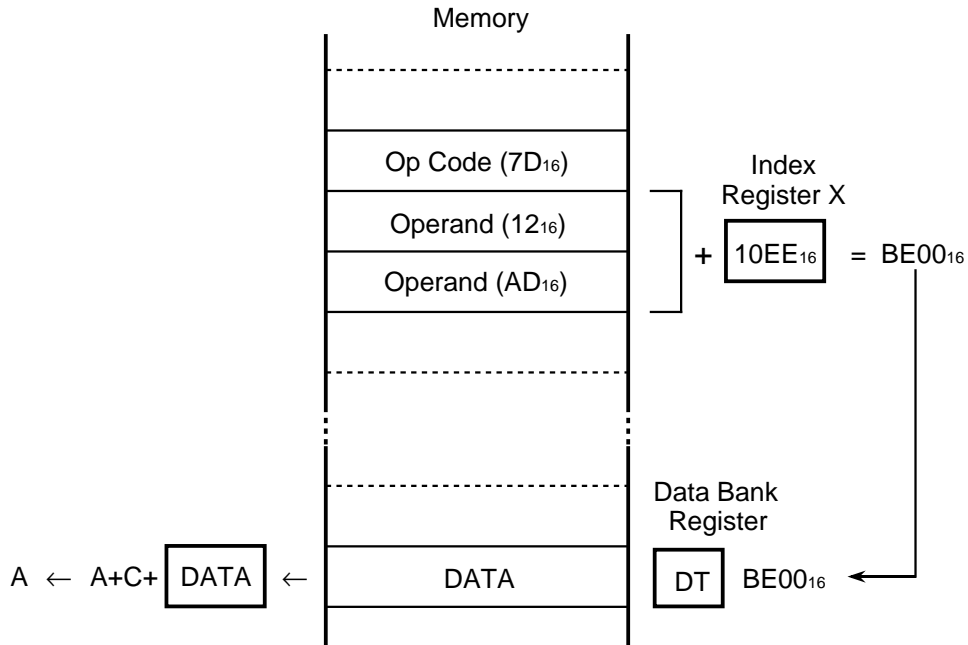 Memory
Op Code (7D₁₆)
Index
Register X
Operand (12₁₆)
+ 10EE₁₆ = BE00₁₆
Operand (AD₁₆)
Data Bank
Register
A ← A+C+ DATA ← DATA DT BE00₁₆